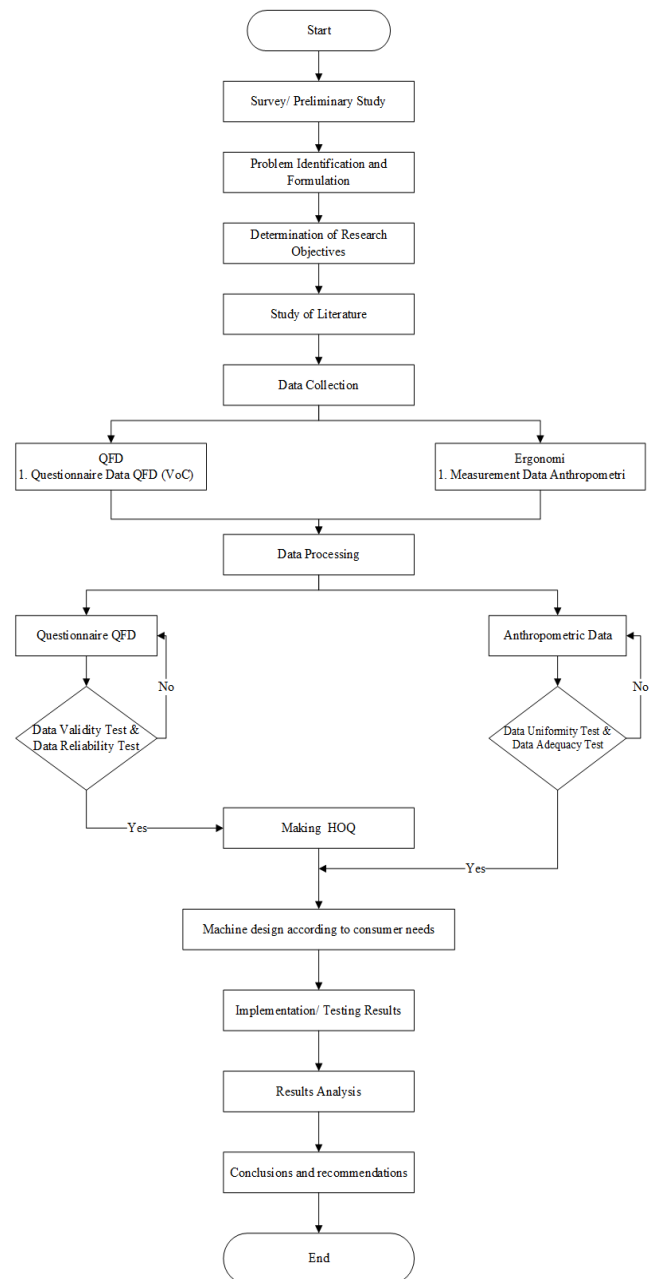 Start
Survey/ Preliminary Study
Problem Identification and
Formulation
Determination of Research
Objectives
Study of Literature
Data Collection
QFD
1. Questionnaire Data QFD (VoC)
Ergonomi
1. Measurement Data Anthropometri
Data Processing
Questionnaire QFD
Anthropometric Data
No
No
Data Validity Test &
Data Reliability Test
Data Uniformity Test &
Data Adequacy Test
Yes
Making HOQ
Yes
Machine design according to consumer needs
Implementation/ Testing Results
Results Analysis
Conclusions and recommendations
End